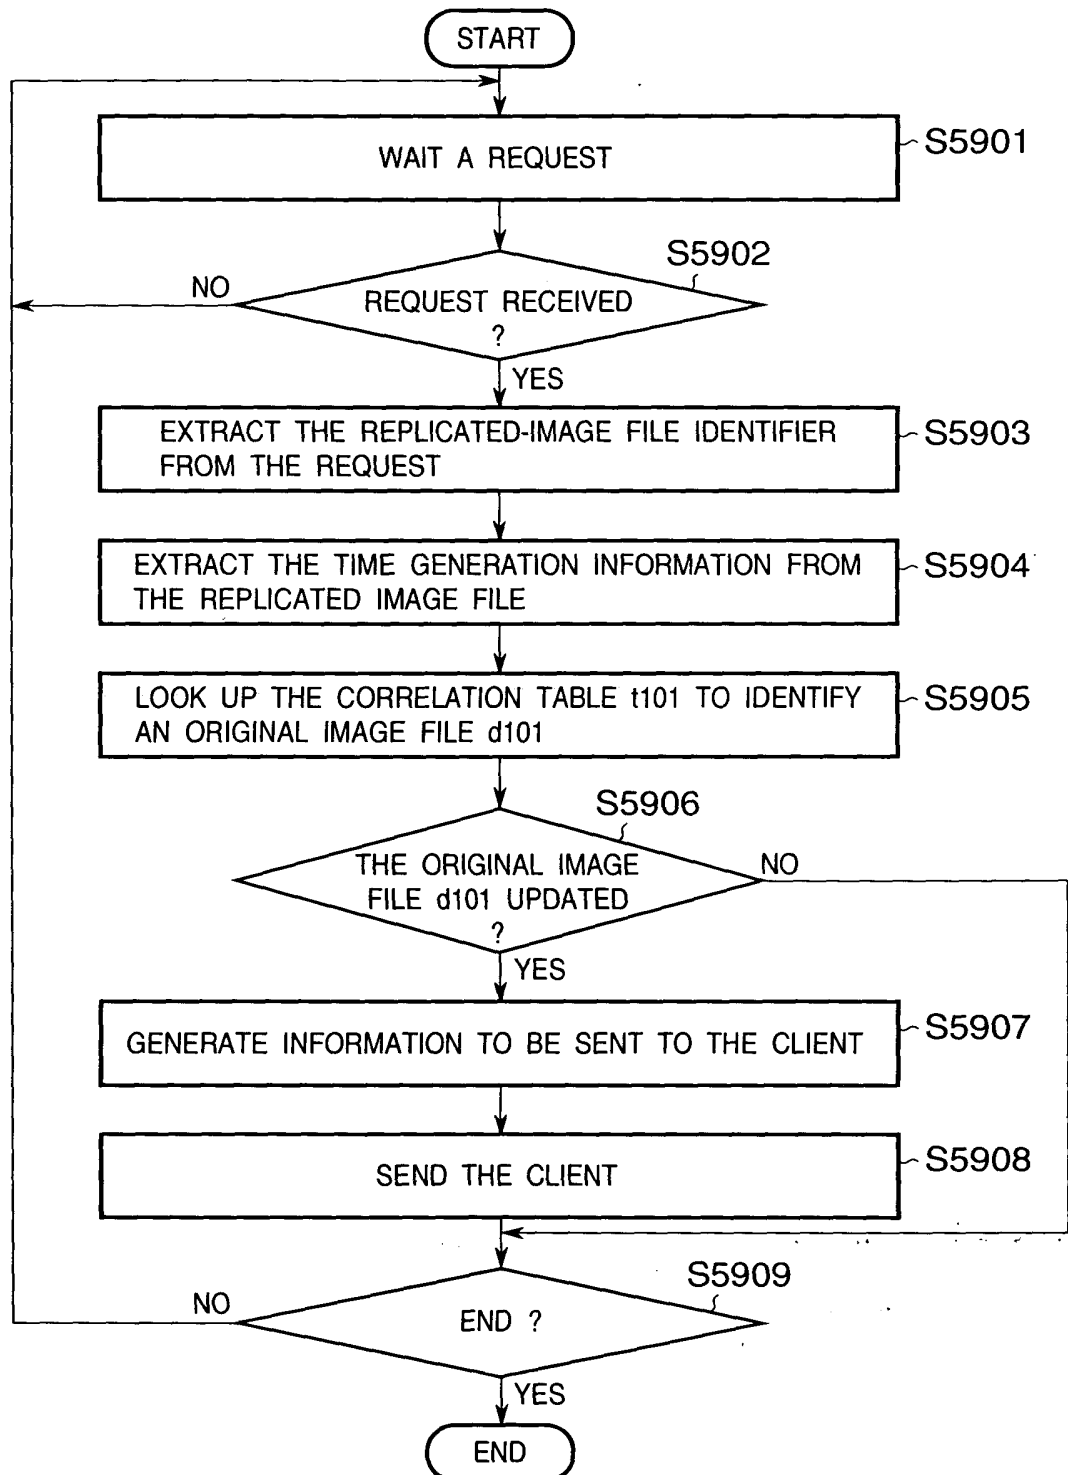 START
WAIT A REQUEST
S5901
S5902
NO
REQUEST RECEIVED
?
YES
EXTRACT THE REPLICATED-IMAGE FILE IDENTIFIER
FROM THE REQUEST
S5903
EXTRACT THE TIME GENERATION INFORMATION FROM
THE REPLICATED IMAGE FILE
S5904
LOOK UP THE CORRELATION TABLE t101 TO IDENTIFY
AN ORIGINAL IMAGE FILE d101
S5905
S5906
THE ORIGINAL IMAGE
FILE d101 UPDATED
?
NO
YES
GENERATE INFORMATION TO BE SENT TO THE CLIENT
S5907
SEND THE CLIENT
S5908
S5909
NO
END ?
YES
END